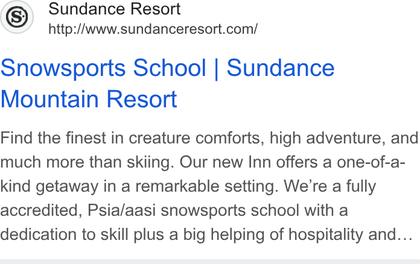 Sundance Resort
http://www.sundanceresort.com/
Snowsports School | Sundance
Mountain Resort
Find the finest in creature comforts, high adventure, and
much more than skiing. Our new Inn offers a one-of-a-
kind getaway in a remarkable setting. We’re a fully
accredited, Psia/aasi snowsports school with a
dedication to skill plus a big helping of hospitality and…